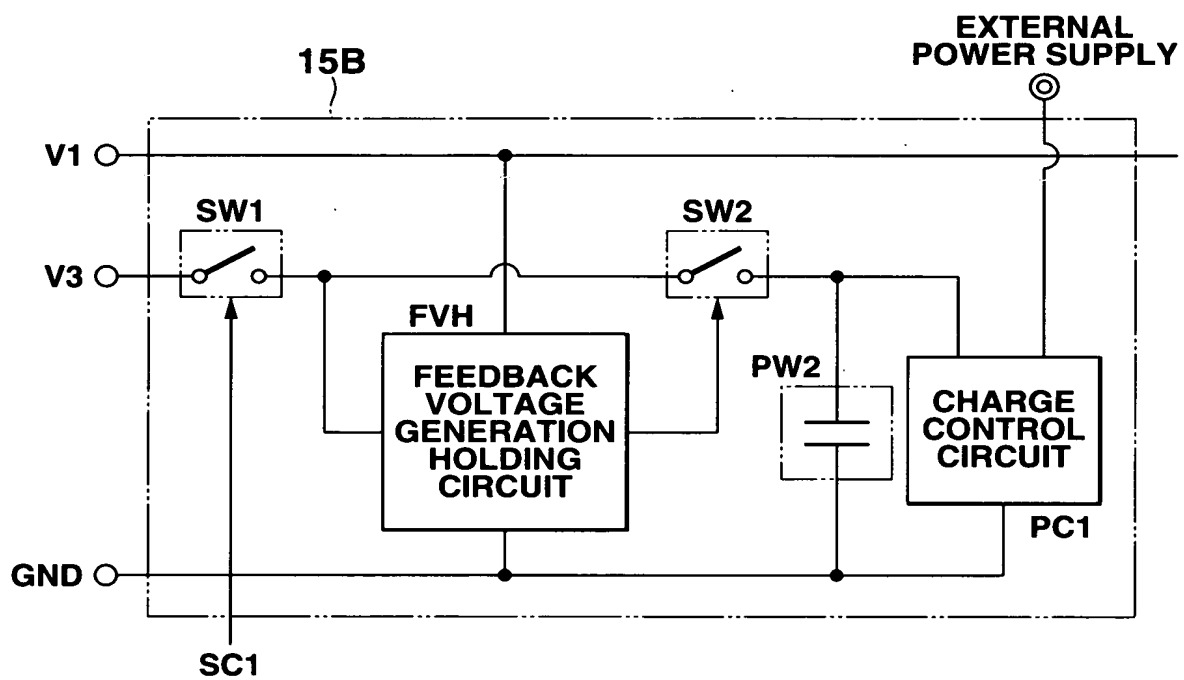 EXTERNAL
POWER SUPPLY
15B
V1
SW1
SW2
V3
FVH
FEEDBACK
VOLTAGE
GENERATION
HOLDING
CIRCUIT
PW2
CHARGE
CONTROL
CIRCUIT
PC1
GND
SC1